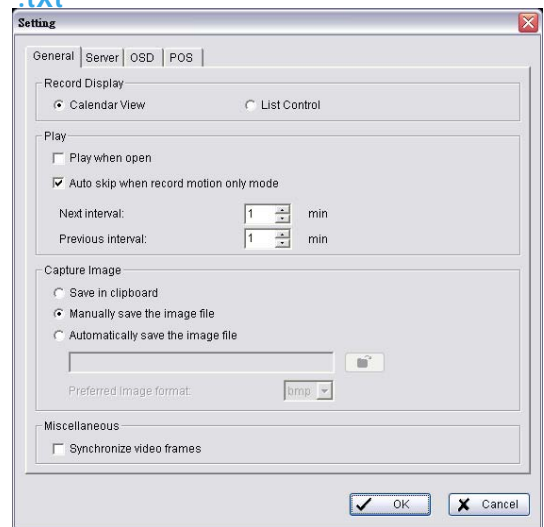 .txt
Setting
General Server OSD POS
Record Display
Calendar View List Control
Play
Play when open
Auto skip when record motion only mode
Next interval: 1 min
Previous interval: 1 min
Capture Image
Save in clipboard
Manually save the image file
Automatically save the image file
Preferred Image format: bmp
Miscellaneous
Synchronize video frames
OK Cancel